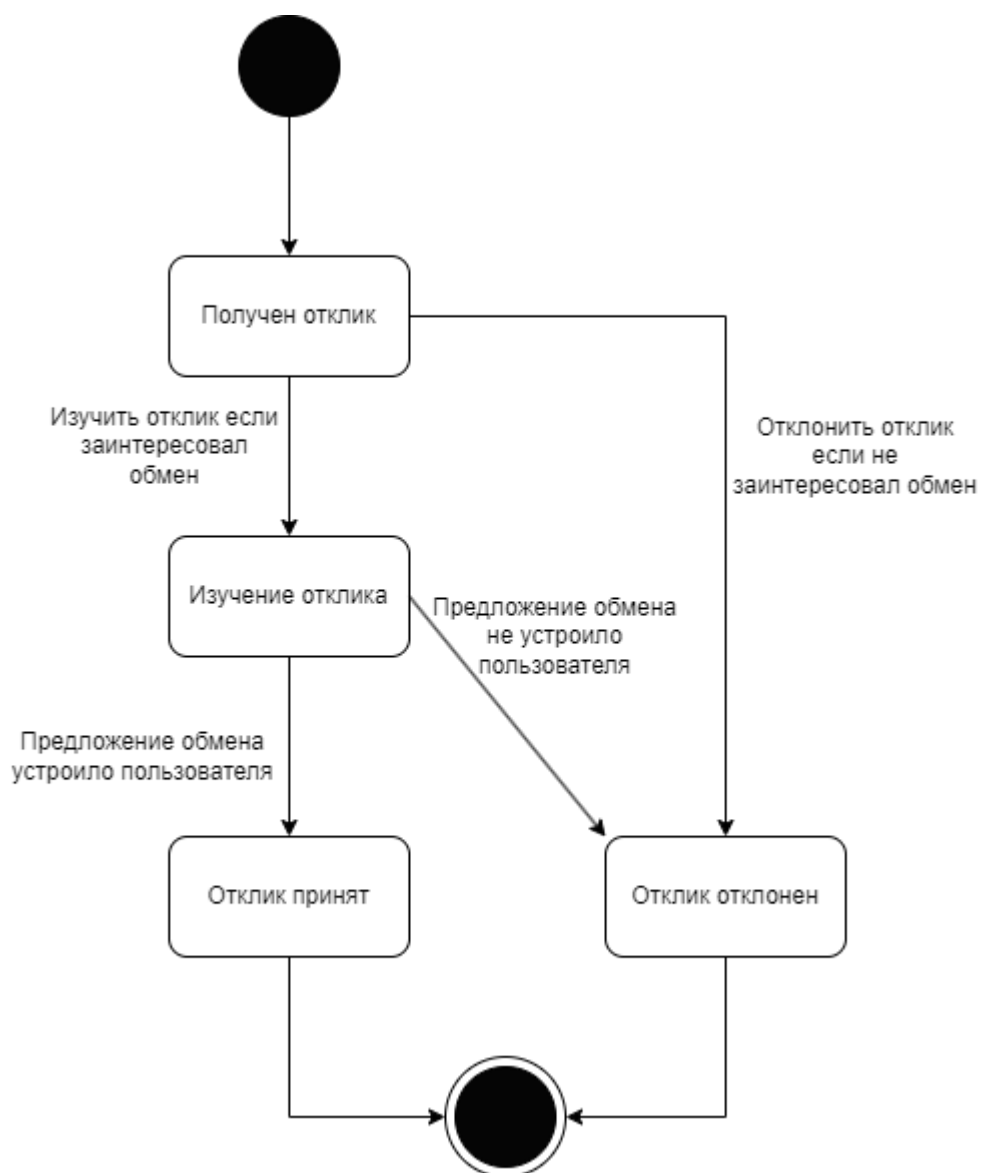 Получен отклик
Изучить отклик если
заинтересовал
обмен
Отклонить отклик
если не
заинтересовал обмен
Изучение отклика
Предложение обмена
не устроило
пользователя
Предложение обмена
устроило пользователя
Отклик принят
Отклик отклонен